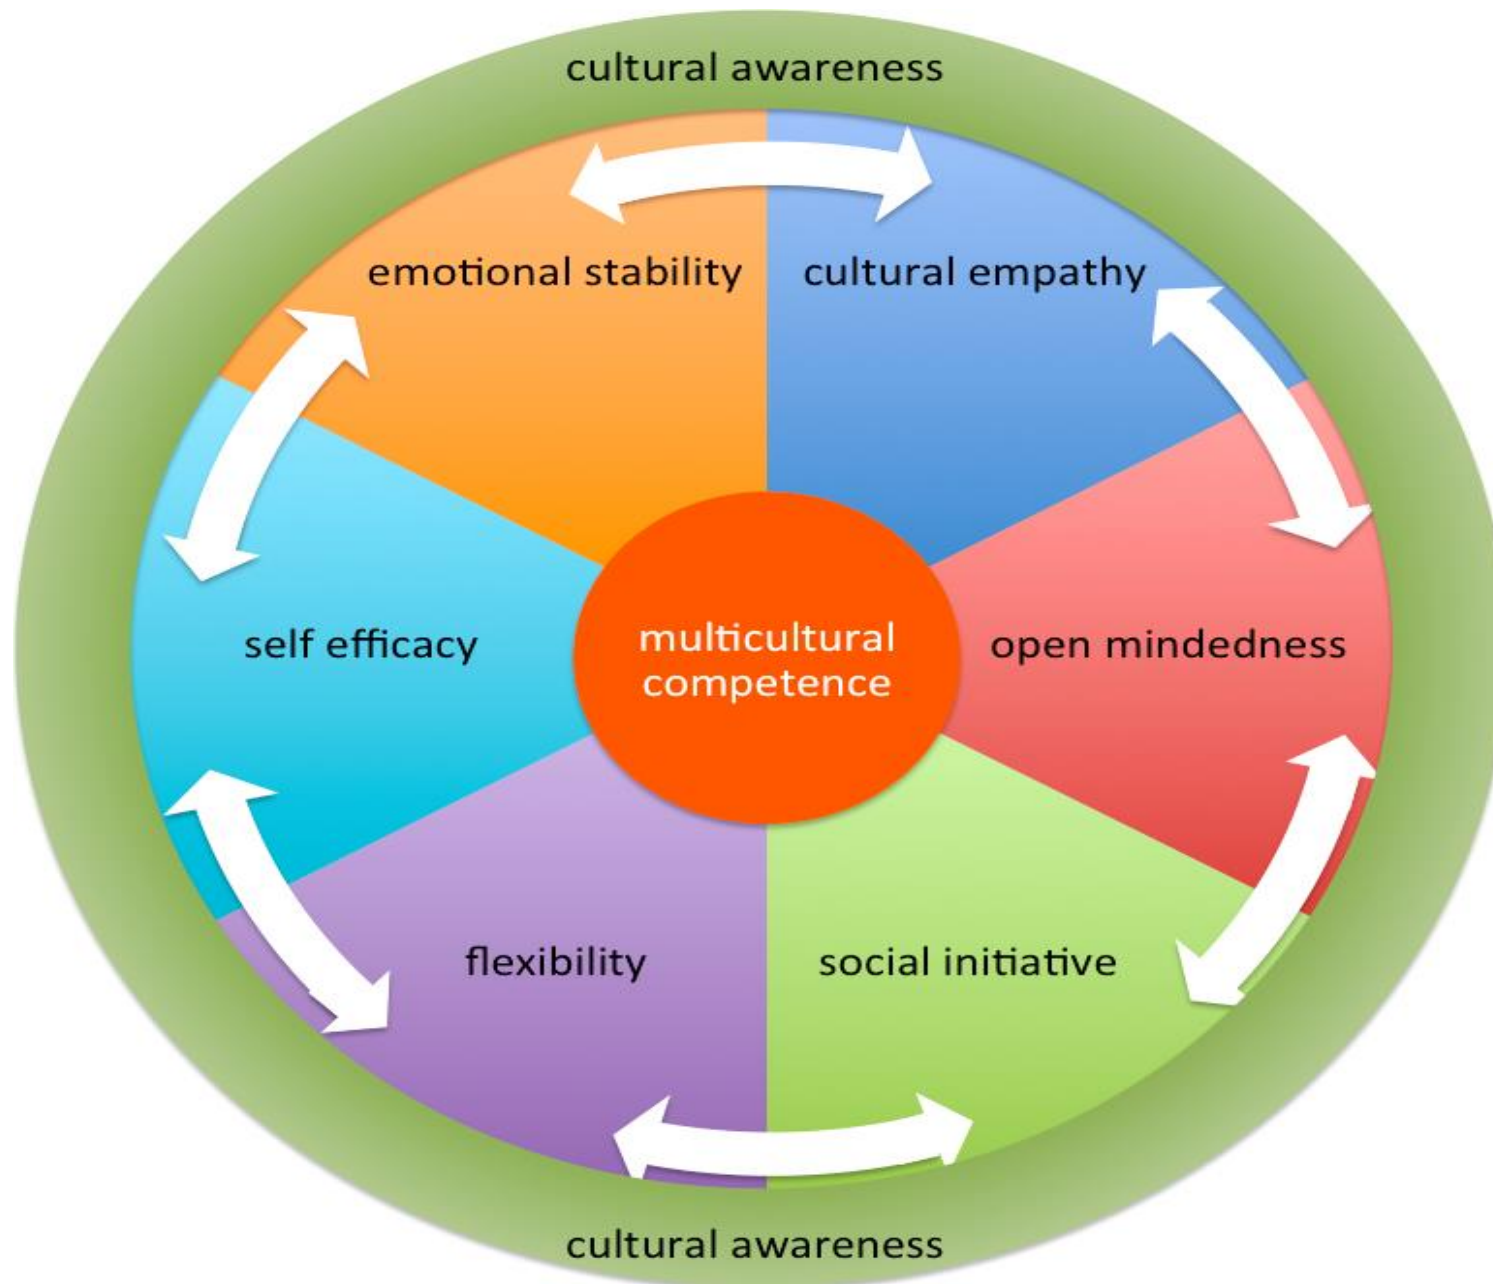 cultural awareness
emotional stability
cultural empathy
self efficacy
multicultural
competence
open mindedness
flexibility
social initiative
cultural awareness